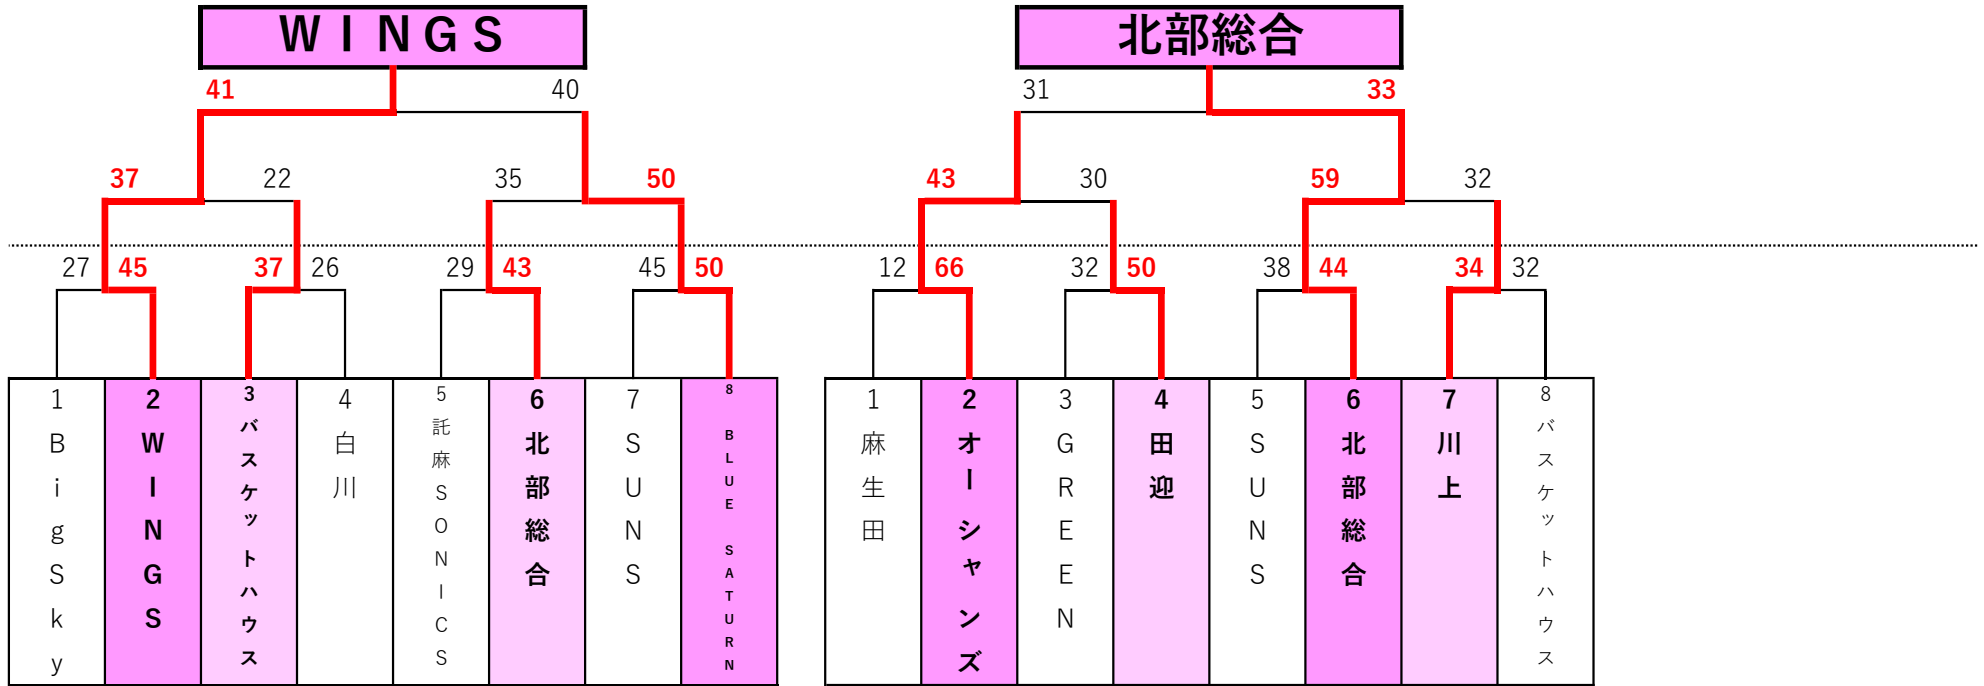 ＷＩＮＧＳ
北部総合
41 40 31 33
37 22 35 50 43 30 59 32
27 45 37 26 29 43 45 50 12 66 32 50 38 44 34 32
1 BigSky
2 WINGS
3 バスケットハウス
4 白川
5 託麻SONICS
6 北部総合
7 SUNS
8 BLUE SATURN
1 麻生田
2 オーシャンズ
3 GREEN
4 田迎
5 SUNS
6 北部総合
7 川上
8 バスケットハウス